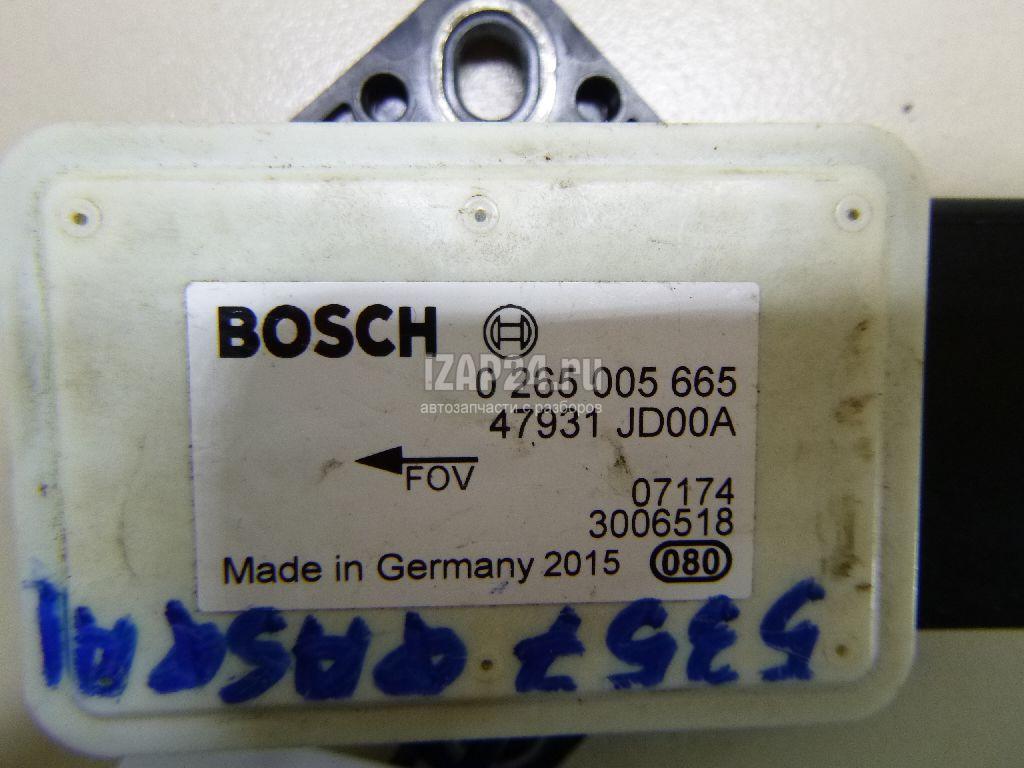 BOSCH
IZAP24.ru
0 265 005 665
автозапчасти с разборов
47931 JD00A
FOV
07174
3006518
Made in Germany 2015 080
5357